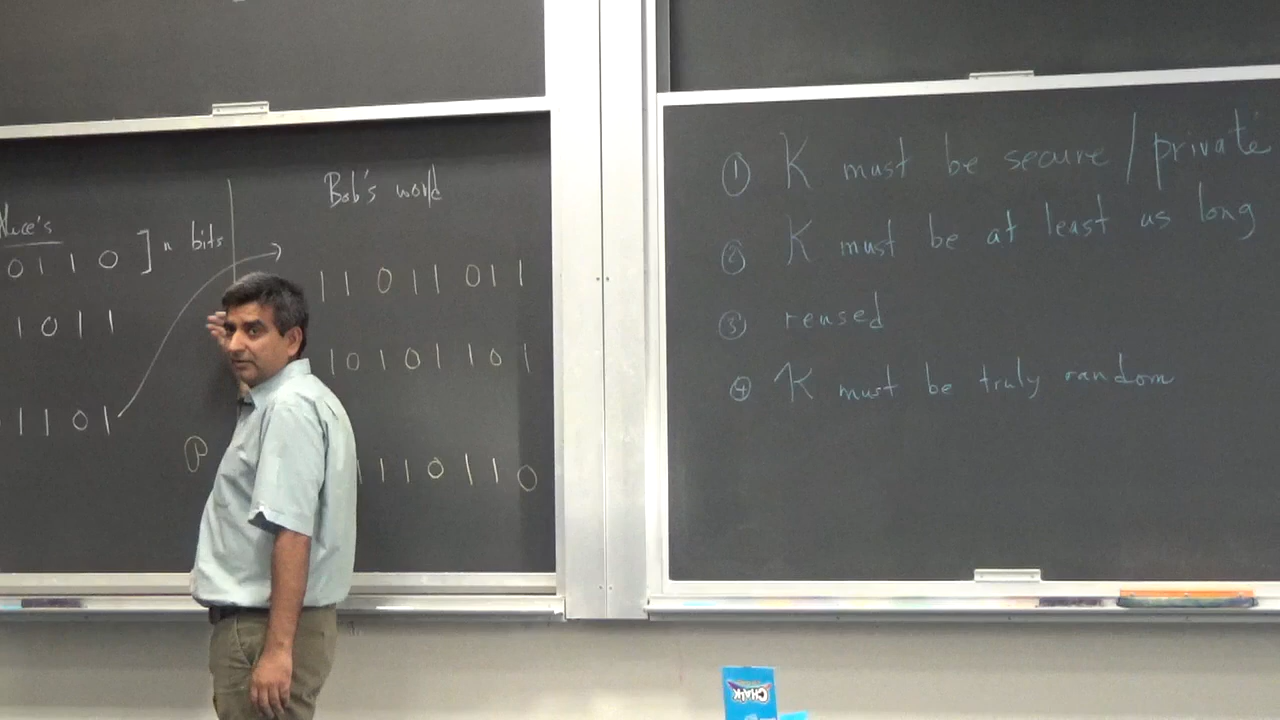 Alice's
0 1 1 0 ] n bits
1 0 1 1
1 1 0 1
Bob's world
1 1 0 1 1 0 1 1
1 0 1 0 1 1 0 1
1 1 1 0 1 1 0
① K must be secure / private
② K must be at least as long
③ reused
④ K must be truly random
CHALK